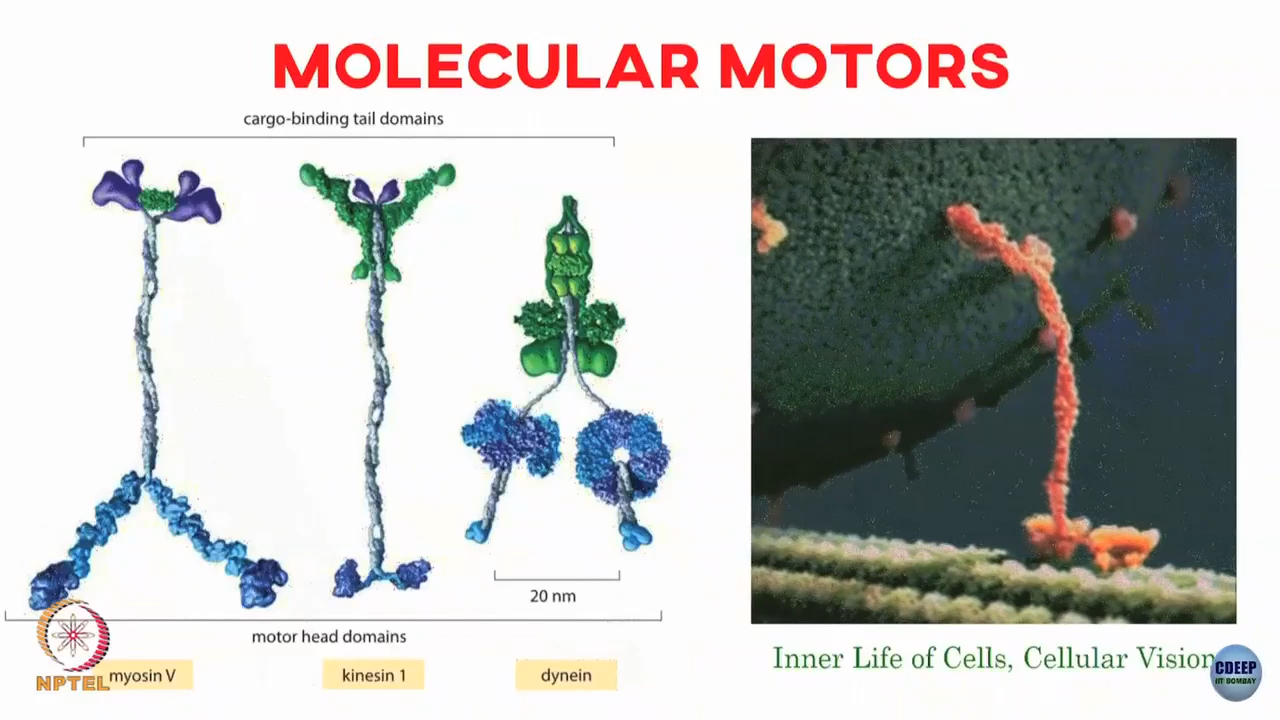 MOLECULAR MOTORS
cargo-binding tail domains
20 nm
motor head domains
myosin V
kinesin 1
dynein
Inner Life of Cells, Cellular Vision
NPTEL
CDEEP
IIT BOMBAY